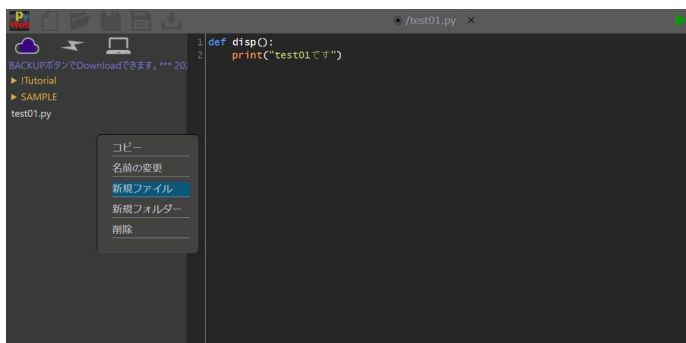 P
Web
/test01.py ×
BACKUPボタンでDownloadできます。*** 202
!Tutorial
SAMPLE
test01.py
1 def disp():
2 print("test01です")
コピー
名前の変更
新規ファイル
新規フォルダー
削除